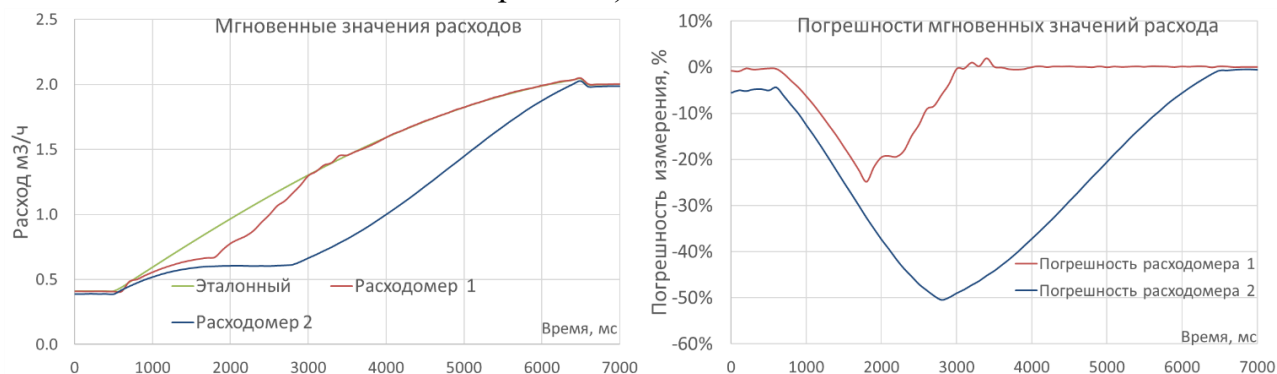 Мгновенные значения расходов
Расход м3/ч
2.5
2.0
1.5
1.0
0.5
0.0
Эталонный
Расходомер 1
Расходомер 2
Время, мс
0 1000 2000 3000 4000 5000 6000 7000
Погрешности мгновенных значений расхода
Погрешность измерения, %
10%
0%
-10%
-20%
-30%
-40%
-50%
-60%
Погрешность расходомера 1
Погрешность расходомера 2
Время, мс
0 1000 2000 3000 4000 5000 6000 7000